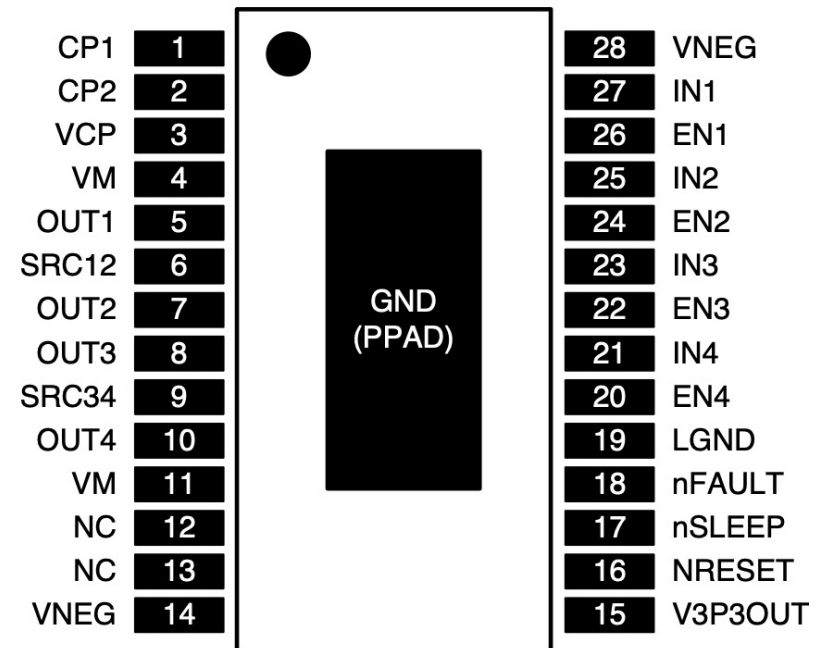 CP1 1 28 VNEG
CP2 2 27 IN1
VCP 3 26 EN1
VM 4 25 IN2
OUT1 5 24 EN2
SRC12 6 23 IN3
OUT2 7 GND 22 EN3
OUT3 8 (PPAD) 21 IN4
SRC34 9 20 EN4
OUT4 10 19 LGND
VM 11 18 nFAULT
NC 12 17 nSLEEP
NC 13 16 NRESET
VNEG 14 15 V3P3OUT